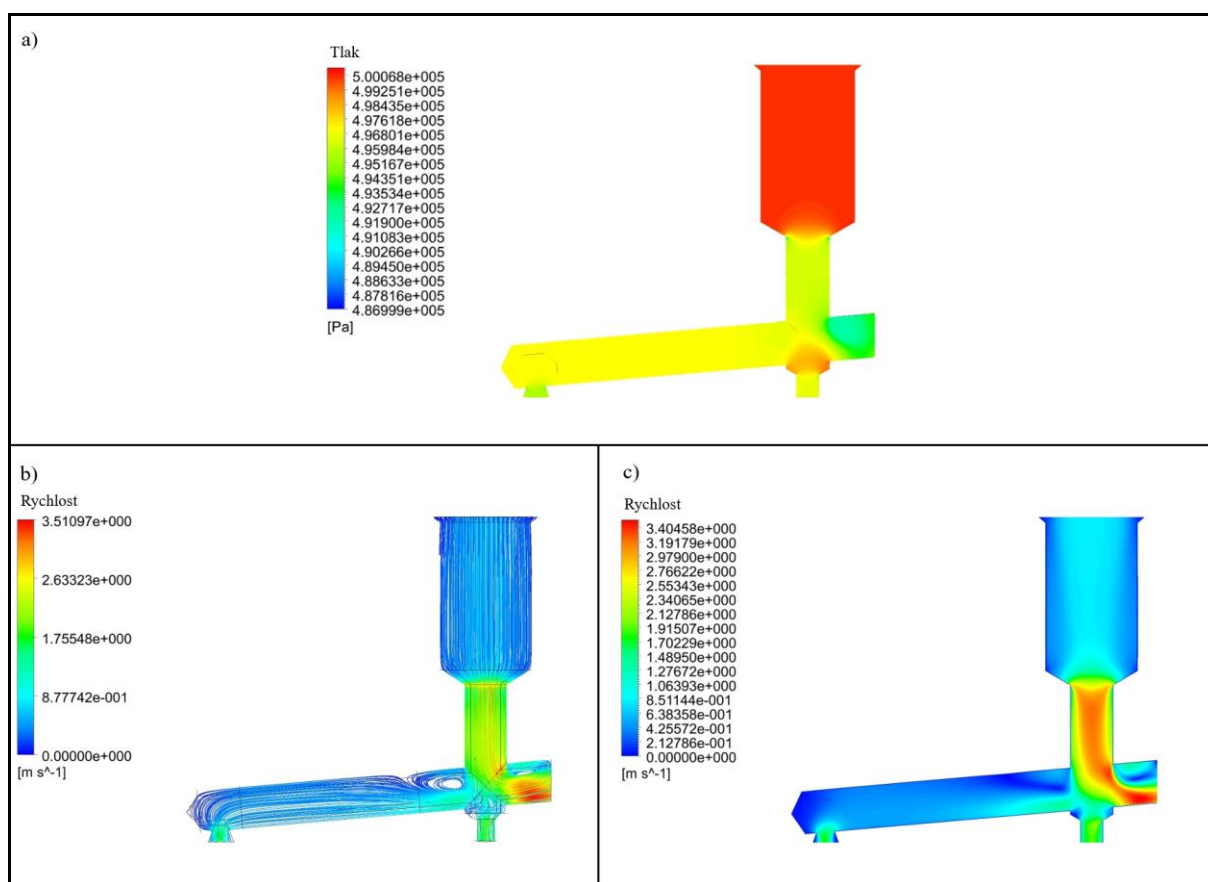 a)
Tlak
5.00068e+005
4.99251e+005
4.98435e+005
4.97618e+005
4.96801e+005
4.95984e+005
4.95167e+005
4.94351e+005
4.93534e+005
4.92717e+005
4.91900e+005
4.91083e+005
4.90266e+005
4.89450e+005
4.88633e+005
4.87816e+005
4.86999e+005
[Pa]
b)
Rychlost
3.51097e+000
2.63323e+000
1.75548e+000
8.77742e-001
0.00000e+000
[m s^-1]
c)
Rychlost
3.40458e+000
3.19179e+000
2.97900e+000
2.76622e+000
2.55343e+000
2.34065e+000
2.12786e+000
1.91507e+000
1.70229e+000
1.48950e+000
1.27672e+000
1.06393e+000
8.51144e-001
6.38358e-001
4.25572e-001
2.12786e-001
0.00000e+000
[m s^-1]